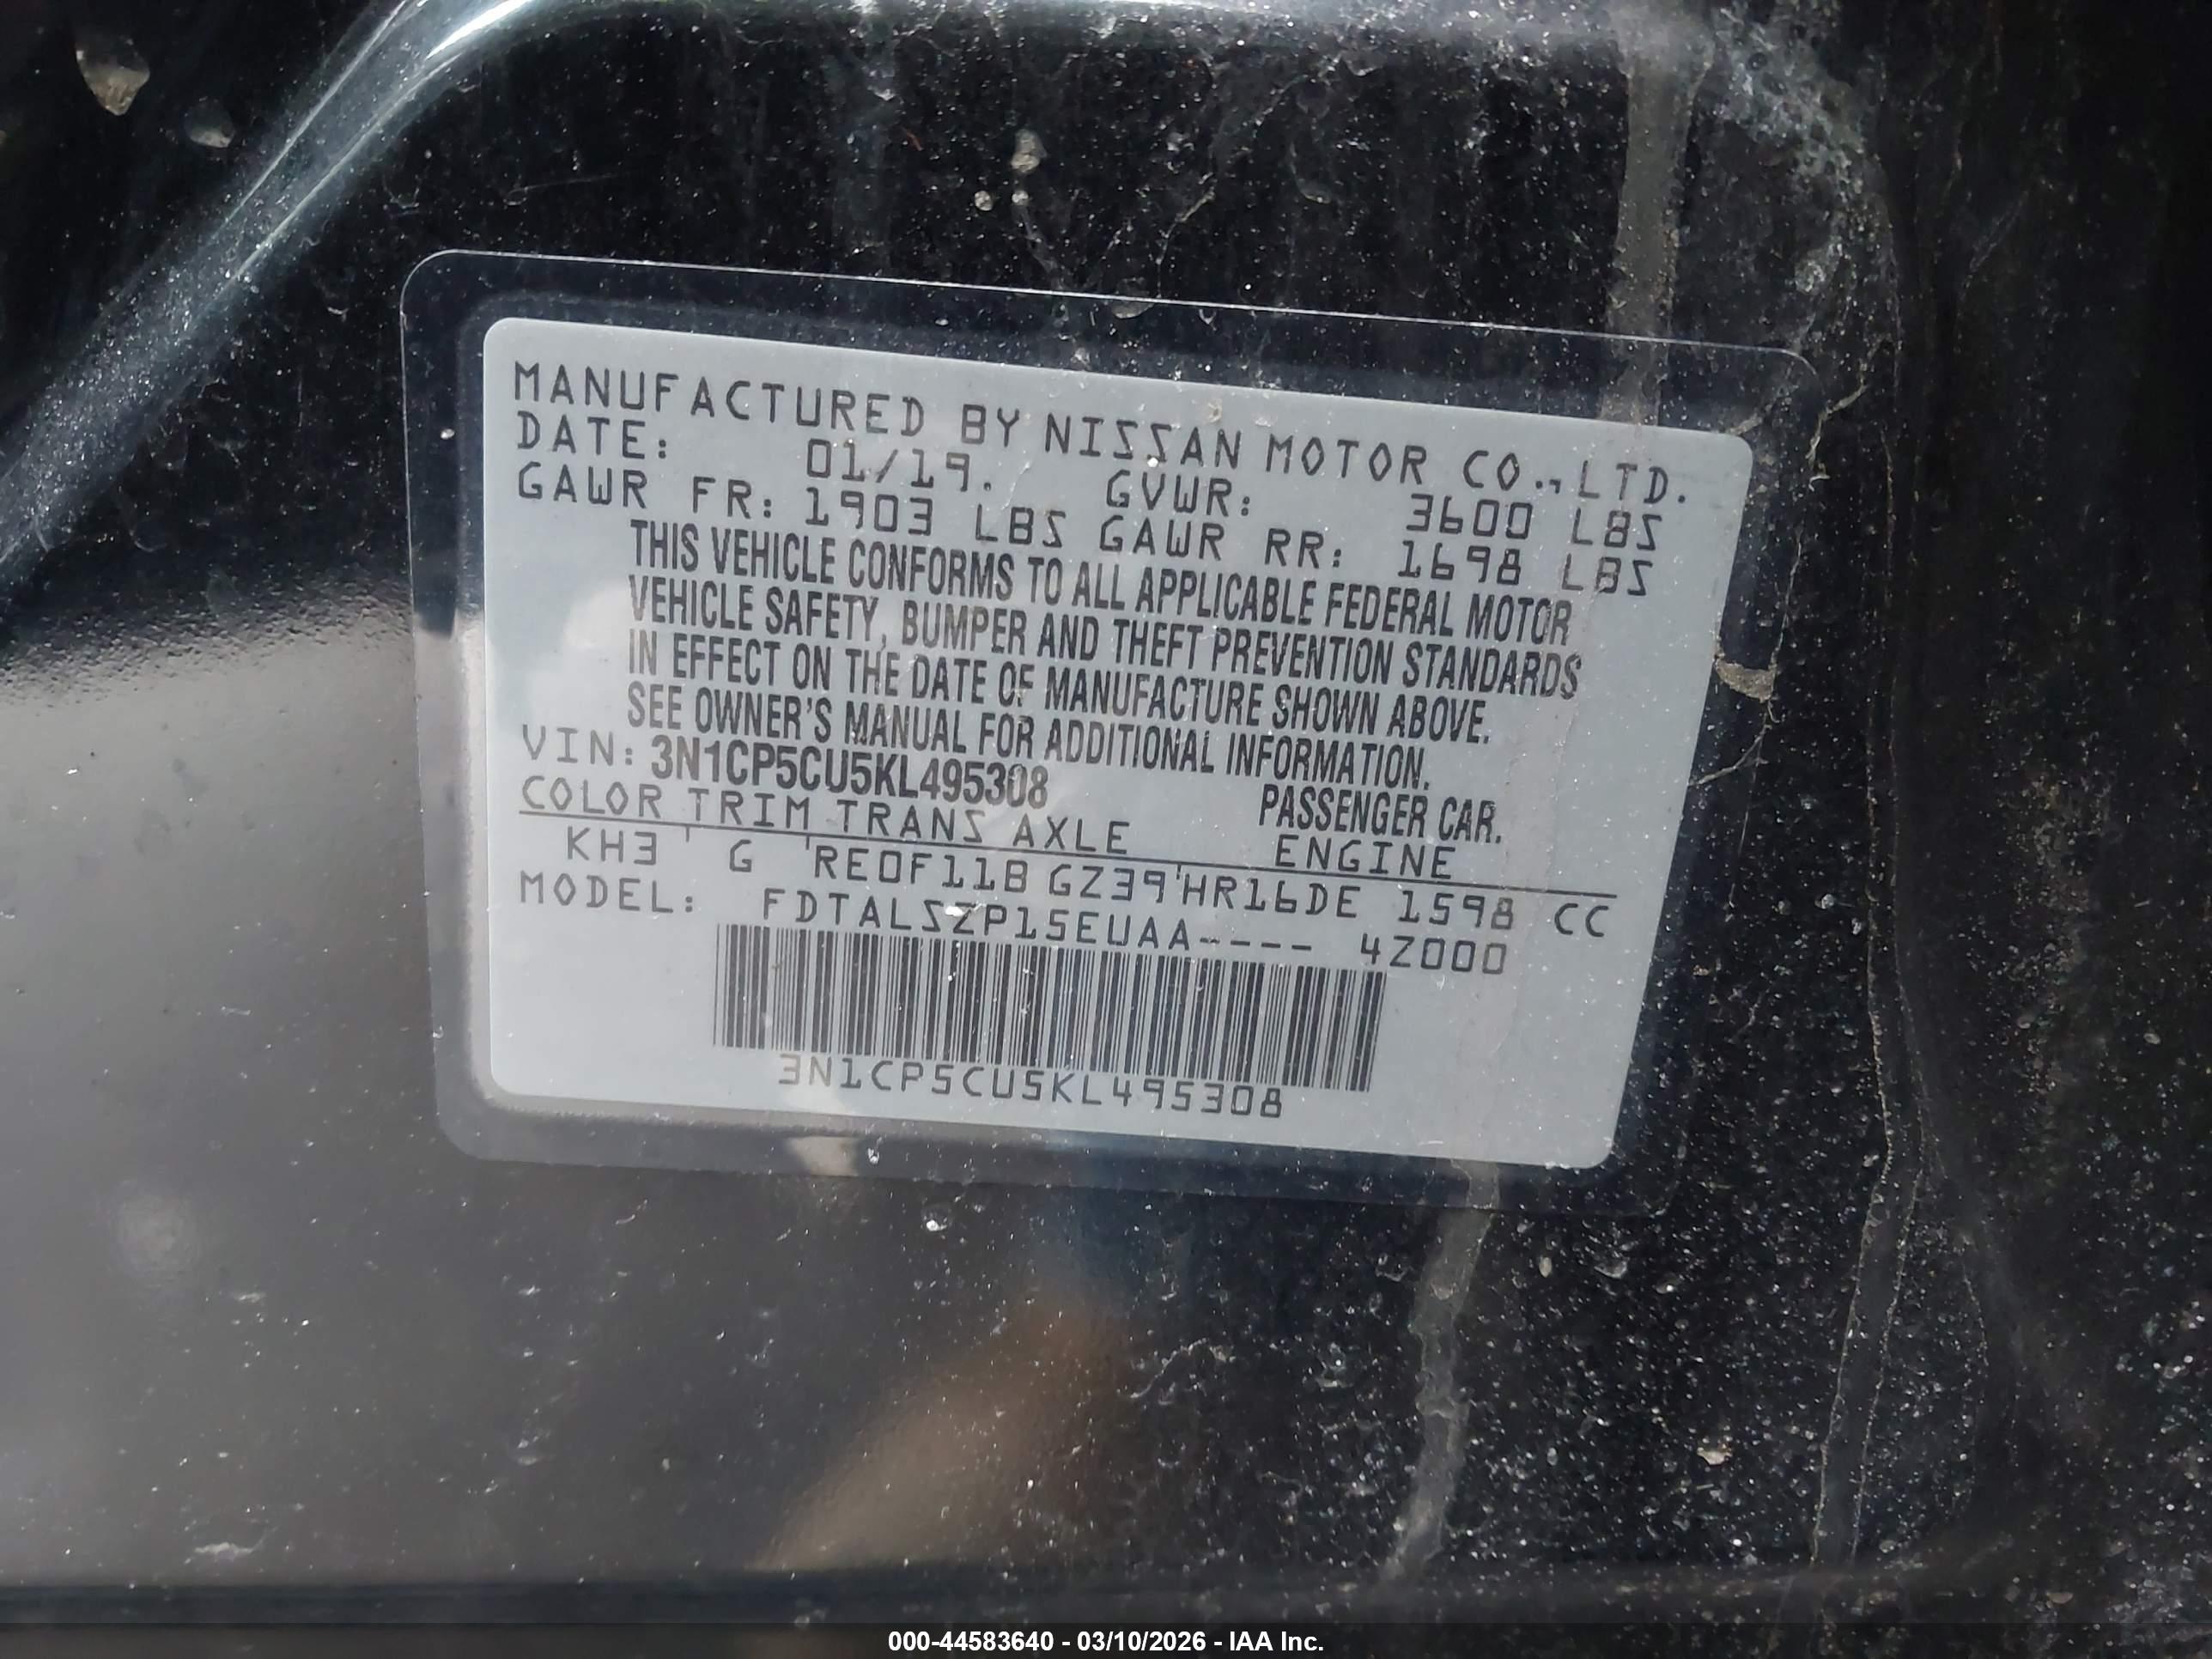 MANUFACTURED BY NISSAN MOTOR CO.,LTD.
DATE: 01/19. GVWR: 3600 LBS
GAWR FR: 1903 LBS GAWR RR: 1698 LBS
THIS VEHICLE CONFORMS TO ALL APPLICABLE FEDERAL MOTOR
VEHICLE SAFETY, BUMPER AND THEFT PREVENTION STANDARDS
IN EFFECT ON THE DATE OF MANUFACTURE SHOWN ABOVE.
SEE OWNER'S MANUAL FOR ADDITIONAL INFORMATION.
VIN: 3N1CP5CU5KL495308 PASSENGER CAR.
COLOR TRIM TRANS AXLE ENGINE
KH3 G RE0F11B GZ39 HR16DE 1598 CC
MODEL: FDTALSZP15EUAA---- 4Z000
3N1CP5CU5KL495308
000-44583640 - 03/10/2026 - IAA Inc.